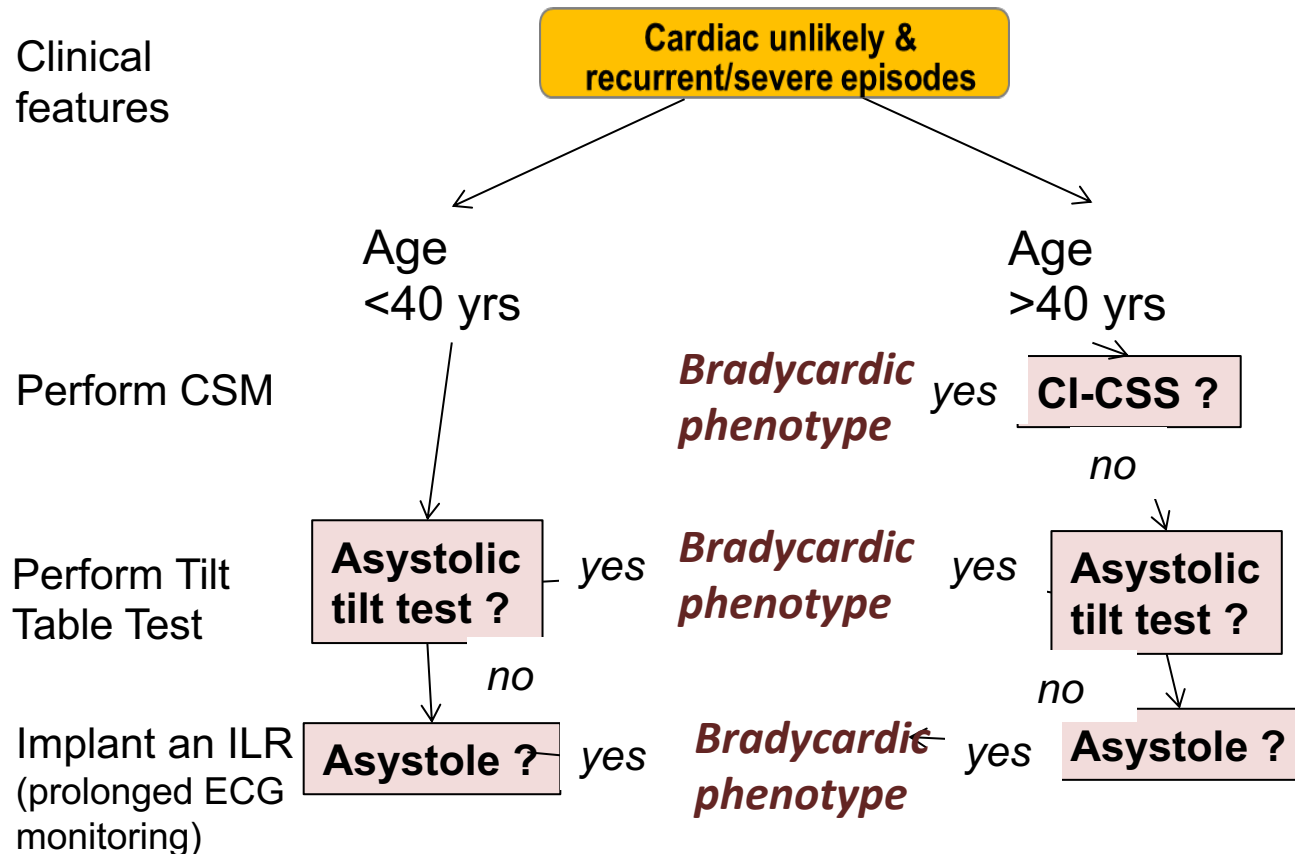 Clinical
features
Cardiac unlikely &
recurrent/severe episodes
Age
<40 yrs
Age
>40 yrs
Perform CSM
Bradycardic
phenotype
yes
CI-CSS ?
no
Perform Tilt
Table Test
Asystolic
tilt test ?
yes
Bradycardic
phenotype
yes
Asystolic
tilt test ?
no
no
Implant an ILR
(prolonged ECG
monitoring)
Asystole ?
yes
Bradycardic
phenotype
yes
Asystole ?